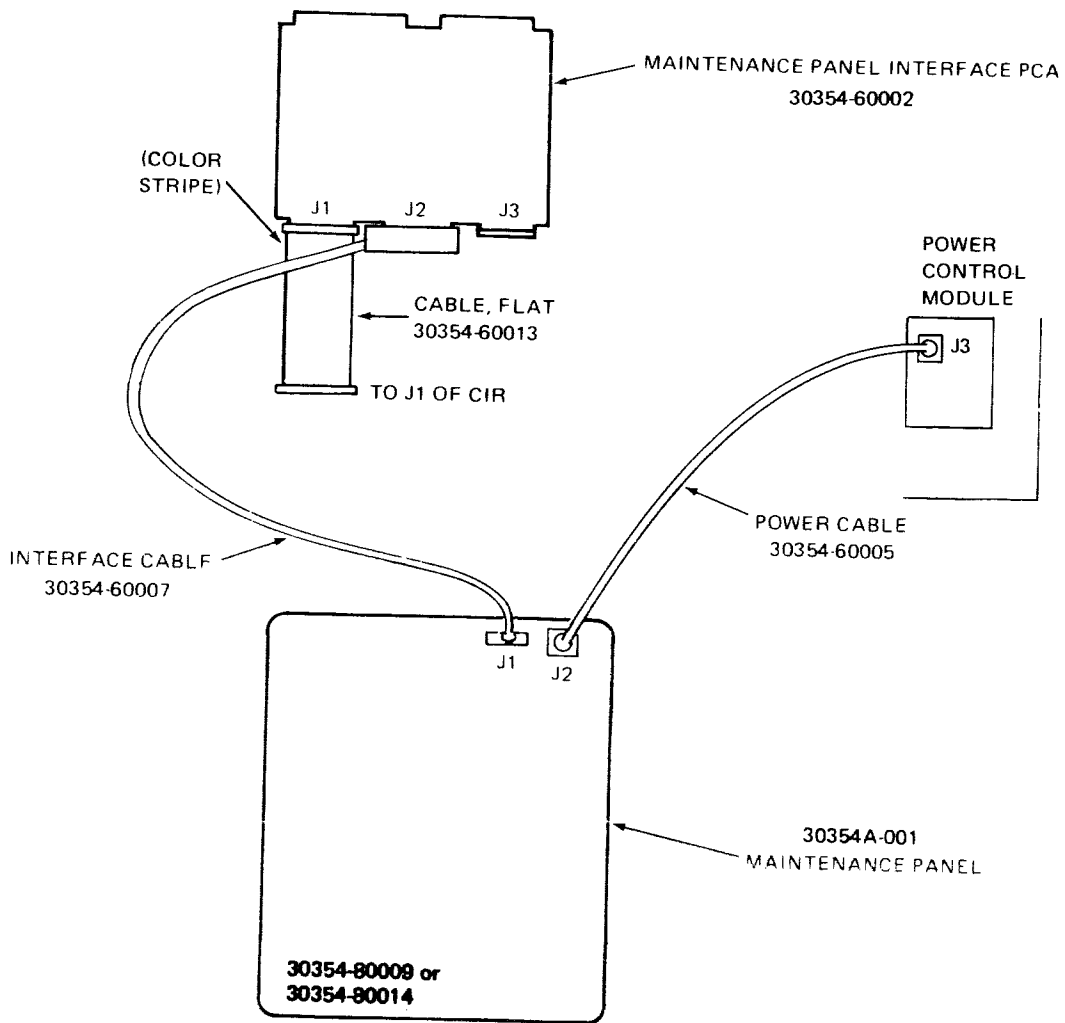 MAINTENANCE PANEL INTERFACE PCA
30354-60002
(COLOR
STRIPE)
J1
J2
J3
POWER
CONTROL
MODULE
J3
CABLE, FLAT
30354-60013
TO J1 OF CIR
POWER CABLE
30354-60005
INTERFACE CABLE
30354-60007
J1
J2
30354A-001
MAINTENANCE PANEL
30354-80009 or
30354-80014